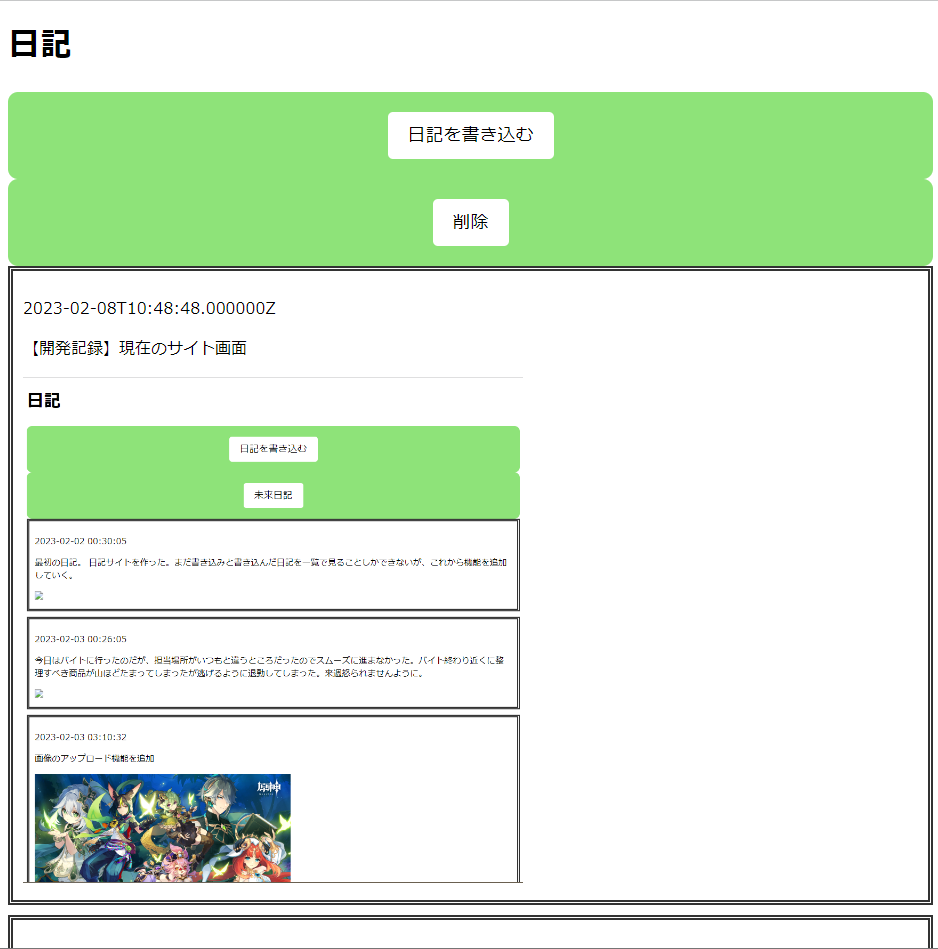 日記
日記を書き込む
削除
2023-02-08T10:48:48.000000Z
【開発記録】現在のサイト画面
日記
日記を書き込む
未来日記
2023-02-02 00:30:05
最初の日記。 日記サイトを作った。まだ書き込みと書き込んだ日記を一覧で見ることしかできないが、これから機能を追加
していく。
2023-02-03 00:26:05
今日はバイトに行ったのだが、担当場所がいつもと違うところだったのでスムーズに進まなかった。バイト終わり近くに整
理すべき商品が山ほどたまってしまったが逃げるように退勤してしまった。来週怒られませんように。
2023-02-03 03:10:32
画像のアップロード機能を追加
原神